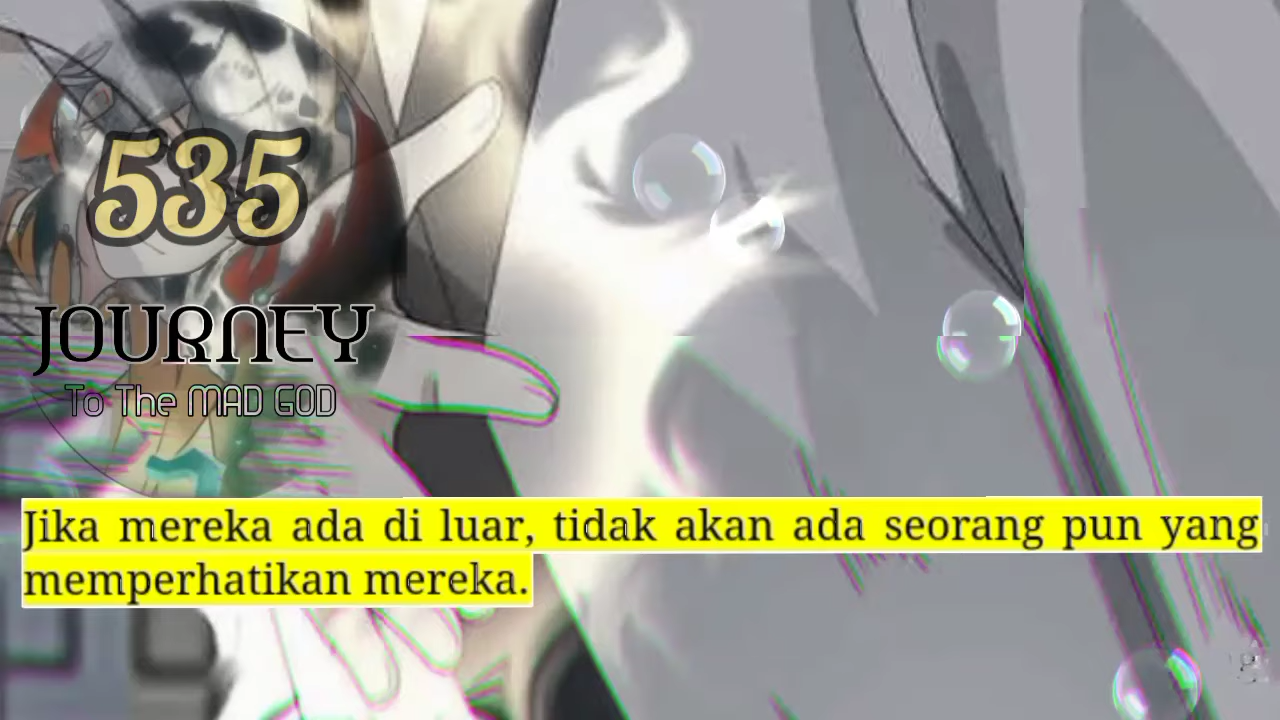 535
JOURNEY
To The MAD GOD
Jika mereka ada di luar, tidak akan ada seorang pun yang
memperhatikan mereka.